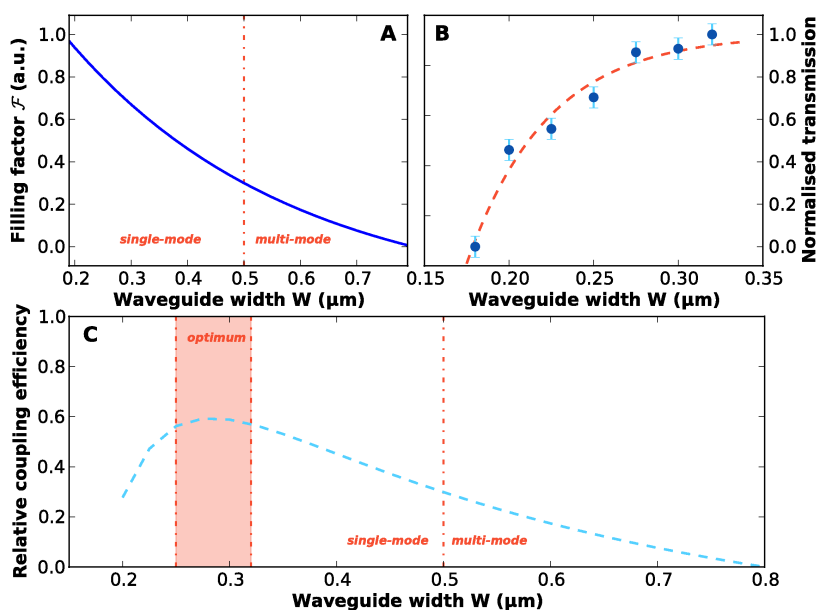 A
Filling factor ℱ (a.u.)
1.0
0.8
0.6
0.4
0.2
0.0
single-mode
multi-mode
0.2 0.3 0.4 0.5 0.6 0.7
Waveguide width W (μm)
B
1.0
0.8
0.6
0.4
0.2
0.0
Normalised transmission
0.15 0.20 0.25 0.30 0.35
Waveguide width W (μm)
C
Relative coupling efficiency
1.0
0.8
0.6
0.4
0.2
0.0
optimum
single-mode
multi-mode
0.2 0.3 0.4 0.5 0.6 0.7 0.8
Waveguide width W (μm)